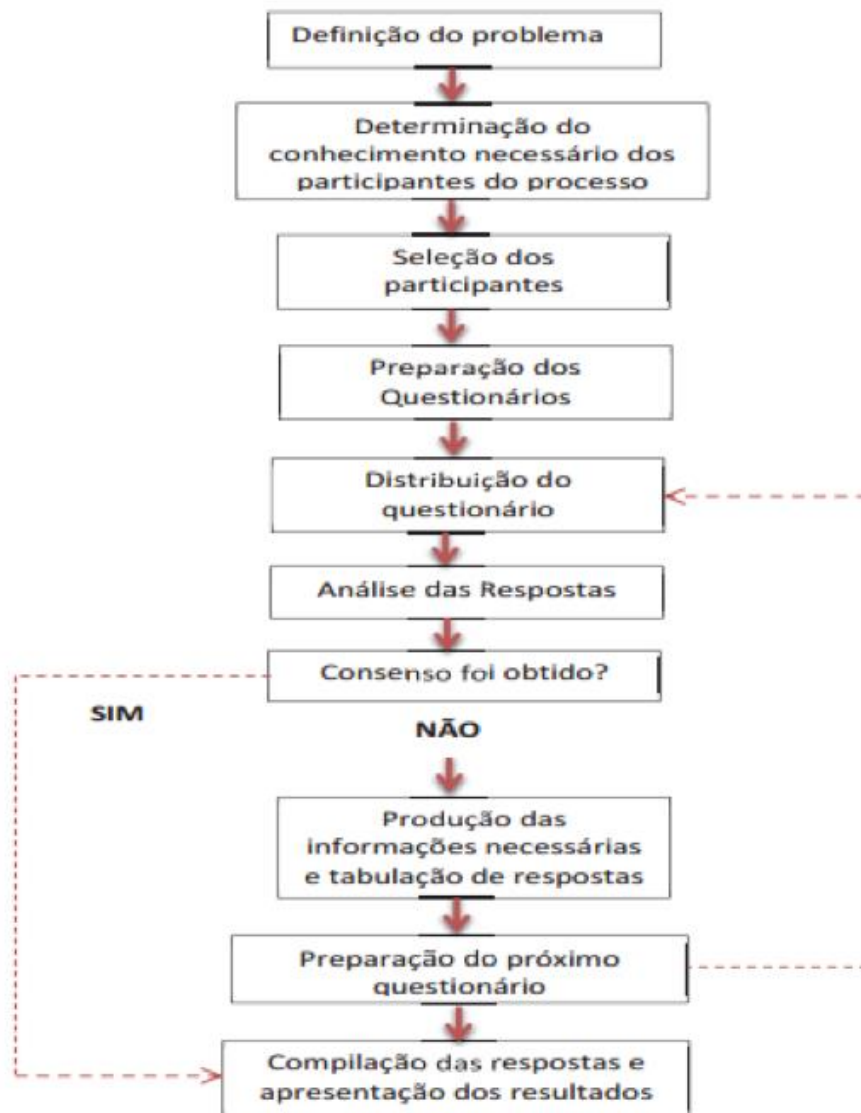 Definição do problema
Determinação do
conhecimento necessário dos
participantes do processo
Seleção dos
participantes
Preparação dos
Questionários
Distribuição do
questionário
Análise das Respostas
Consenso foi obtido?
SIM
NÃO
Produção das
informações necessárias
e tabulação de respostas
Preparação do próximo
questionário
Compilação das respostas e
apresentação dos resultados